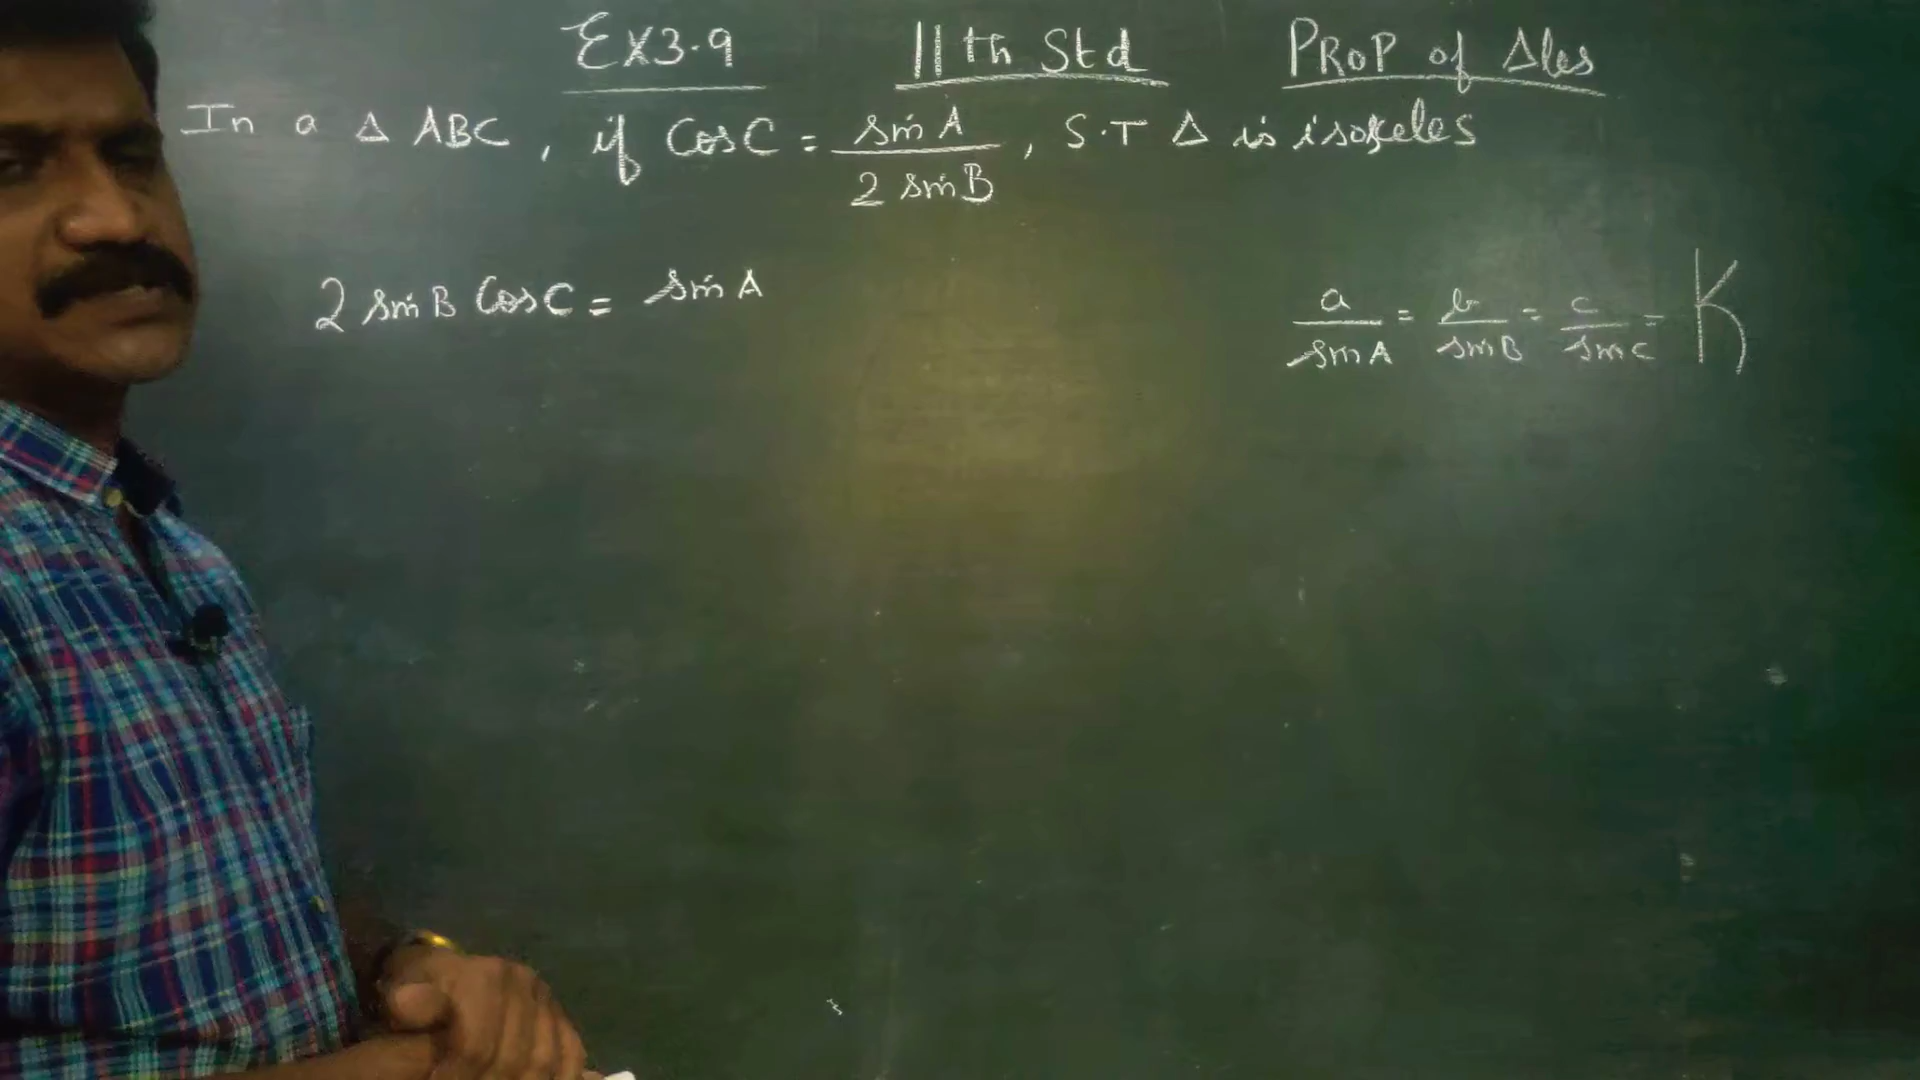 Ex3.9 11th Std PROP of Δles
In a Δ ABC, if CosC = sin A / 2 sin B, S.T Δ is isosceles
2 sin B Cos C = sin A
a / sin A = b / sin B = c / sin C = K